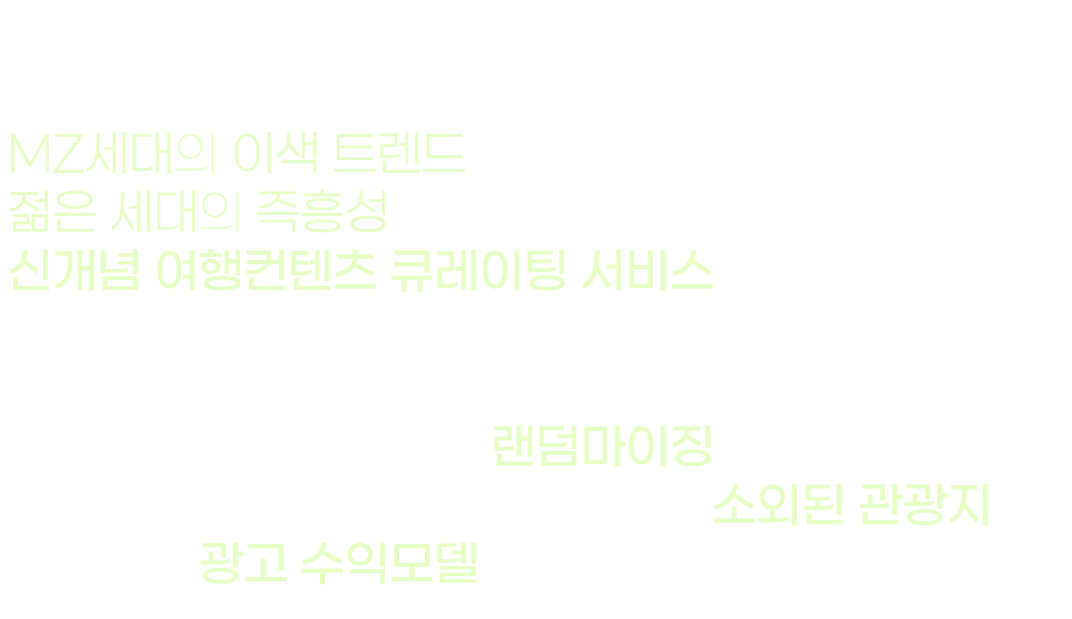 MZ세대의 이색 트렌드
젊은 세대의 즉흥성
신개념 여행컨텐츠 큐레이팅 서비스
랜덤마이징
소외된 관광지
광고 수익모델